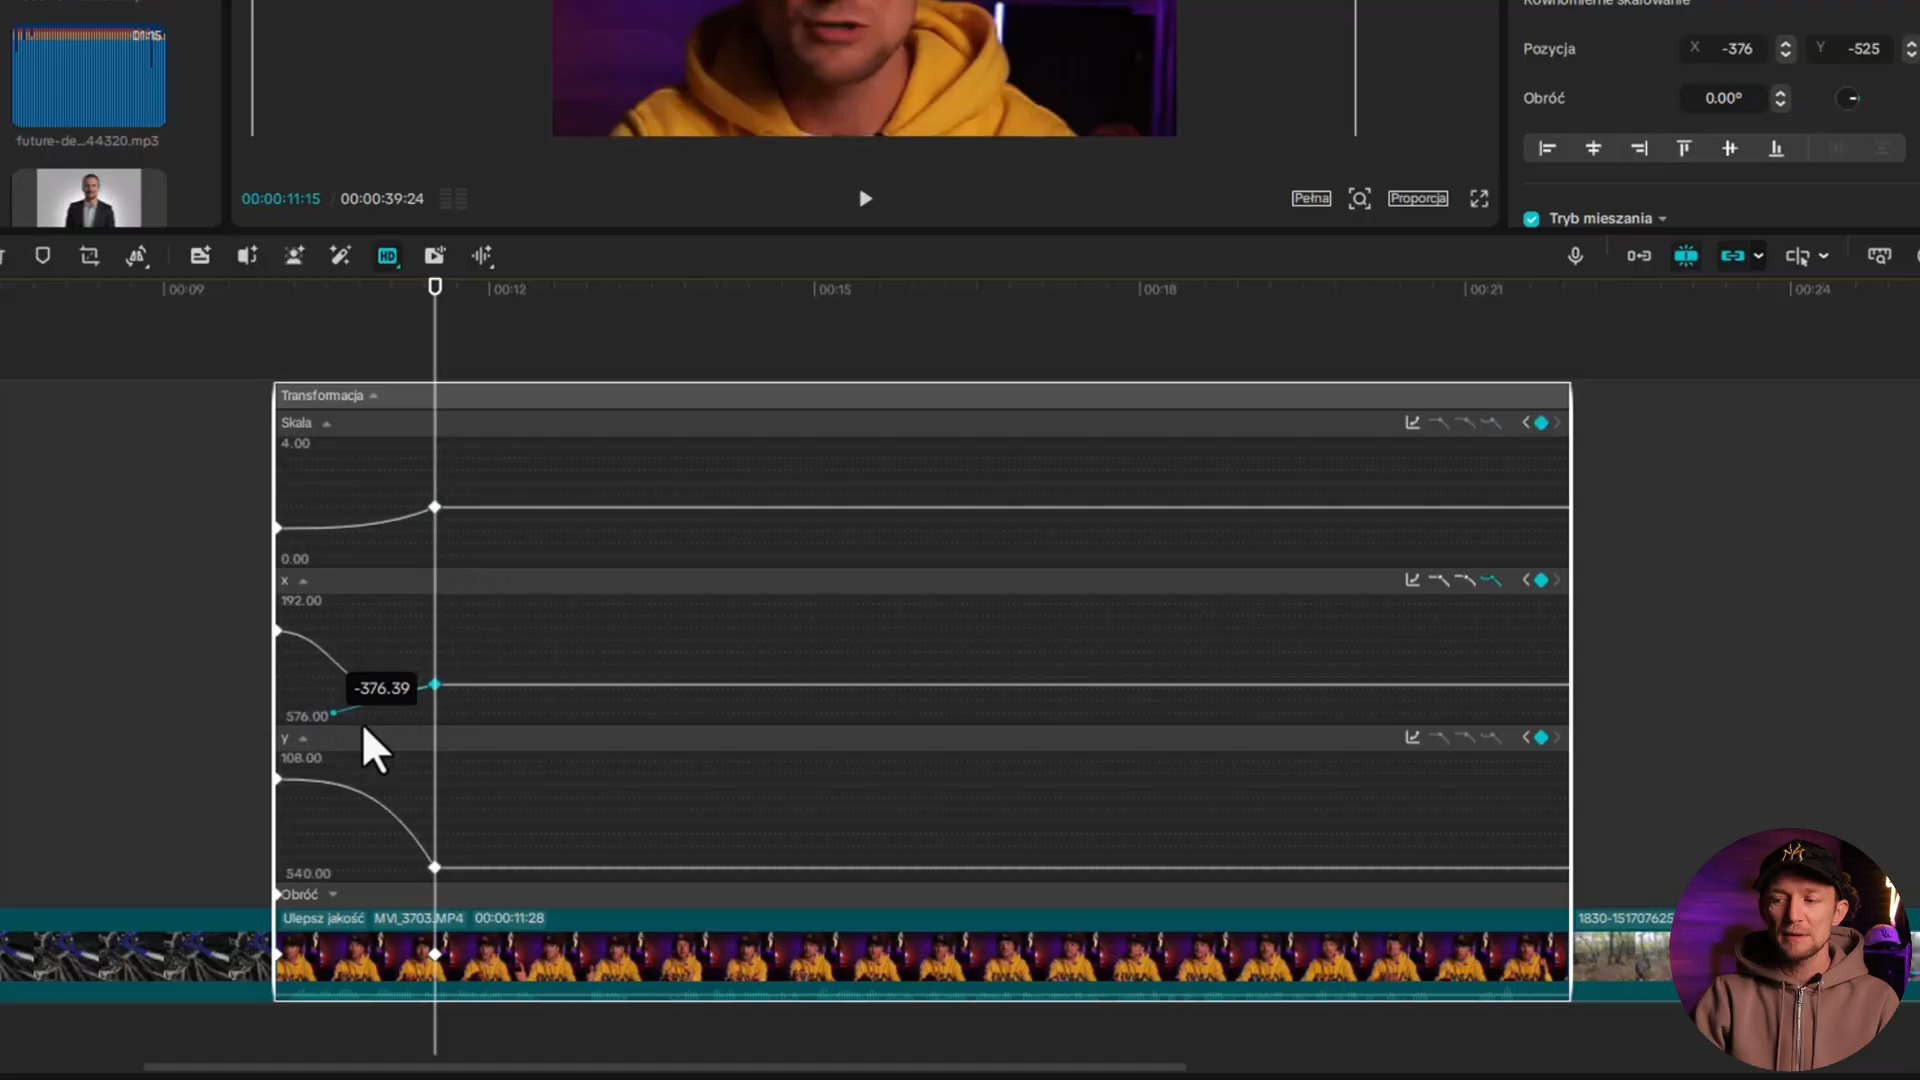 01:15
future-de...44320.mp3
Równomierne skalowanie
Pozycja X -376 Y -525
Obróć 0.00°
Tryb mieszania
00:00:11:15 / 00:00:39:24
Pełna
Proporcja
HD
00:09 00:12 00:15 00:18 00:21 00:24
Transformacja
Skala
4.00
0.00
x
192.00
-376.39
576.00
y
108.00
540.00
Obróć
Ulepsz jakość MVI_3703.MP4 00:00:11:28
1830-151707625